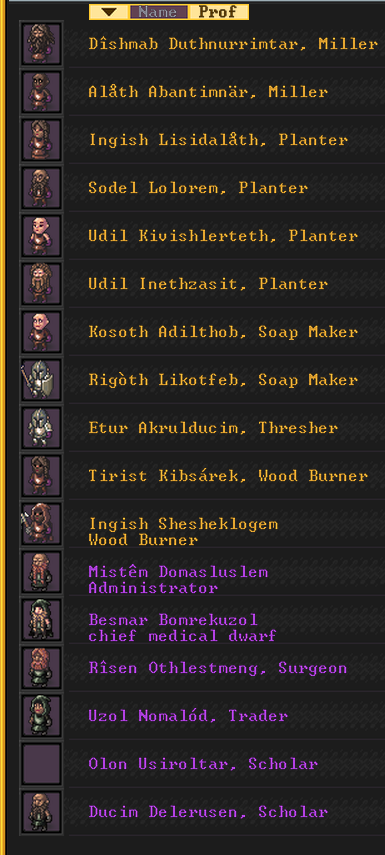 Name Prof
Dîshmab Duthnurrimtar, Miller
Alåth Abantimnär, Miller
Ingish Lisidalåth, Planter
Sodel Lolorem, Planter
Udil Kivishlerteth, Planter
Udil Inethzasit, Planter
Kosoth Adilthob, Soap Maker
Rigòth Likotfeb, Soap Maker
Etur Akrulducim, Thresher
Tirist Kibsárek, Wood Burner
Ingish Shesheklogem
Wood Burner
Mistêm Domasluslem
Administrator
Besmar Bomrekuzol
chief medical dwarf
Rîsen Othlestmeng, Surgeon
Uzol Nomalód, Trader
Olon Usiroltar, Scholar
Ducim Delerusen, Scholar